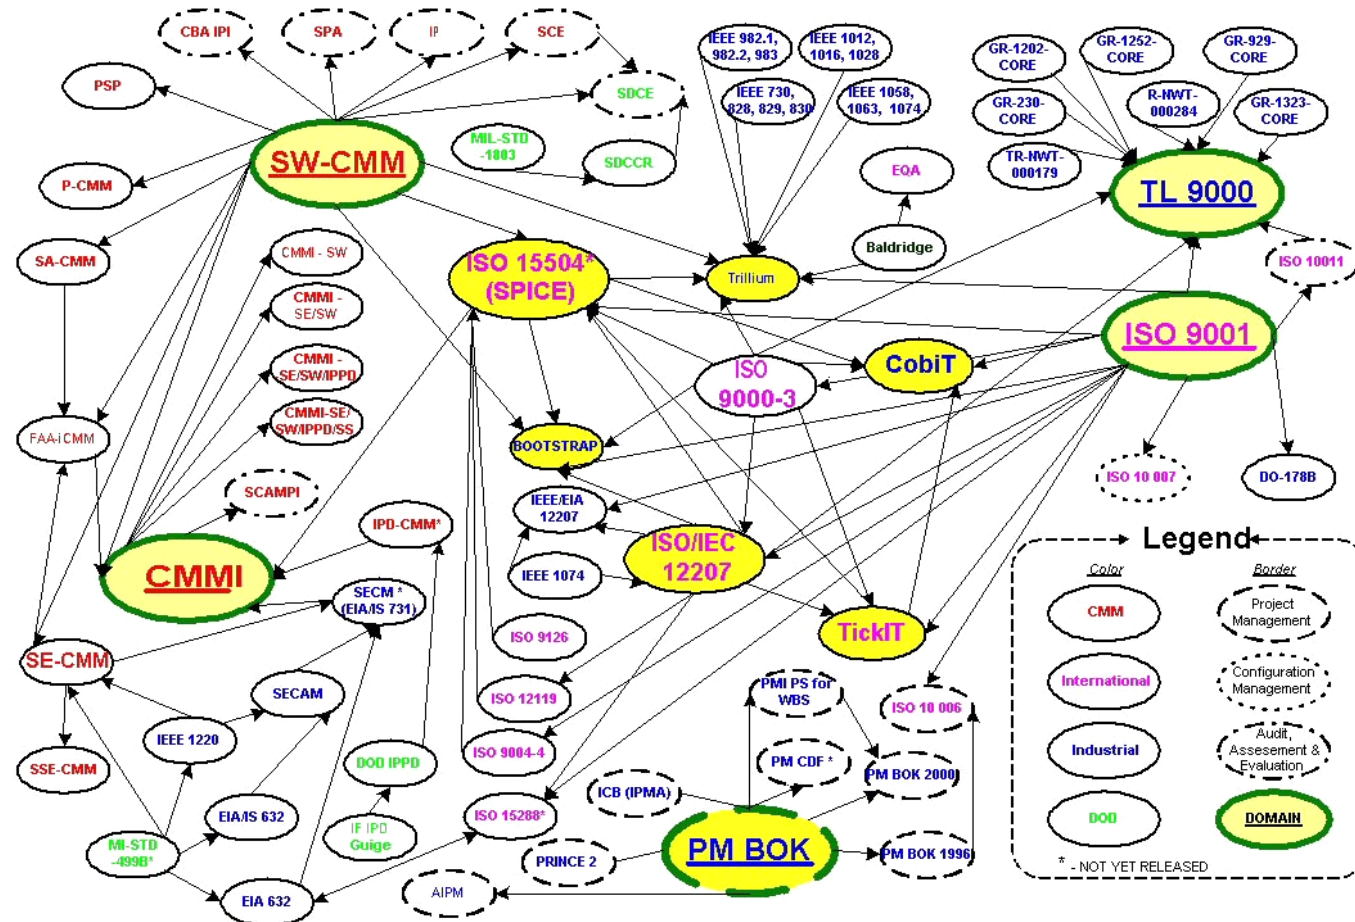 CBA IPI
SPA
IP
SCE
IEEE 982.1,
982.2, 983
IEEE 1012,
1016, 1028
GR-1202-
CORE
GR-1252-
CORE
GR-929-
CORE
PSP
SDCE
IEEE 730,
828, 829, 830
IEEE 1058,
1063, 1074
GR-230-
CORE
R-NWT-
000284
GR-1323-
CORE
SW-CMM
MIL-STD
-1803
SDCCR
TR-NWT-
000179
P-CMM
EQA
TL 9000
SA-CMM
CMMI - SW
ISO 15504*
(SPICE)
Trillium
Baldridge
ISO 10011
CMMI -
SE/SW
ISO 9001
CMMI -
SE/SW/IPPD
ISO
9000-3
CobiT
CMMI-SE/
SW/IPPD/SS
FAA-iCMM
BOOTSTRAP
SCAMPI
ISO 10 007
DO-178B
IPD-CMM*
IEEE/EIA
12207
ISO/IEC
12207
CMMI
IEEE 1074
SECM *
(EIA/IS 731)
ISO 9126
TickIT
SE-CMM
SECAM
ISO 12119
PMI PS for
WBS
ISO 10 006
IEEE 1220
ISO 9004-4
SSE-CMM
DOD IPPD
PM CDF *
PM BOK 2000
ICB (IPMA)
EIA/IS 632
ISO 15288*
IF IPD
Guige
MI-STD
-499B*
PRINCE 2
PM BOK
PM BOK 1996
EIA 632
AIPM
Legend
Color
Border
CMM
Project
Management
International
Configuration
Management
Industrial
Audit,
Assesement &
Evaluation
DOD
DOMAIN
* - NOT YET RELEASED